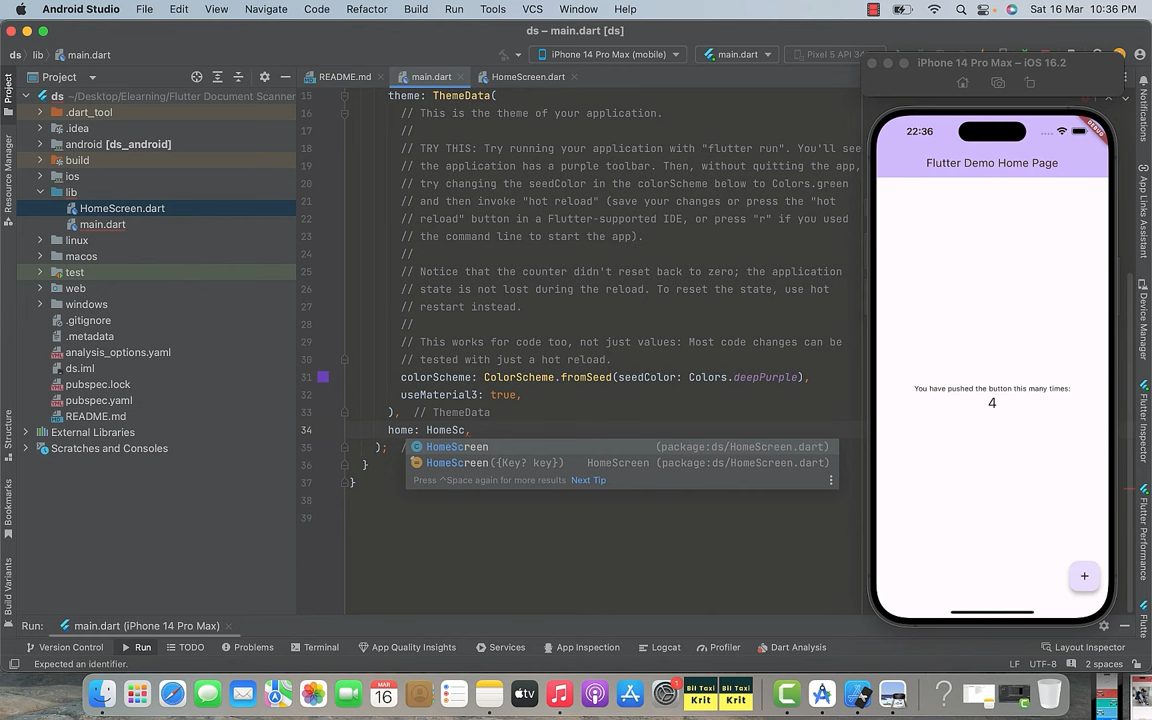 Android Studio File Edit View Navigate Code Refactor Build Run Tools VCS Window Help Sat 16 Mar 10:36 PM
ds – main.dart [ds]
ds lib main.dart
iPhone 14 Pro Max (mobile) main.dart Pixel 5 API 34
iPhone 14 Pro Max – iOS 16.2
Project
README.md main.dart HomeScreen.dart
ds ~/Desktop/Elearning/Flutter Document Scanner
.dart_tool
.idea
android [ds_android]
build
ios
lib
HomeScreen.dart
main.dart
linux
macos
test
web
windows
.gitignore
.metadata
analysis_options.yaml
ds.iml
pubspec.lock
pubspec.yaml
README.md
External Libraries
Scratches and Consoles
Project
Resource Manager
Structure
Bookmarks
Build Variants
15 theme: ThemeData(
16 // This is the theme of your application.
17 //
18 // TRY THIS: Try running your application with "flutter run". You'll see
19 // the application has a purple toolbar. Then, without quitting the app,
20 // try changing the seedColor in the colorScheme below to Colors.green
21 // and then invoke "hot reload" (save your changes or press the "hot
22 // reload" button in a Flutter-supported IDE, or press "r" if you used
23 // the command line to start the app).
24 //
25 // Notice that the counter didn't reset back to zero; the application
26 // state is not lost during the reload. To reset the state, use hot
27 // restart instead.
28 //
29 // This works for code too, not just values: Most code changes can be
30 // tested with just a hot reload.
31 colorScheme: ColorScheme.fromSeed(seedColor: Colors.deepPurple),
32 useMaterial3: true,
33 ), // ThemeData
34 home: HomeSc,
35 ); /
36 }
37 }
38
39
HomeScreen (package:ds/HomeScreen.dart)
HomeScreen({Key? key}) HomeScreen (package:ds/HomeScreen.dart)
Press ^Space again for more results Next Tip
22:36
DEBUG
Flutter Demo Home Page
You have pushed the button this many times:
4
+
Notifications
App Links Assistant
Device Manager
Flutter Inspector
Flutter Performance
Flutte
Run: main.dart (iPhone 14 Pro Max)
Version Control Run TODO Problems Terminal App Quality Insights Services App Inspection Logcat Profiler Dart Analysis Layout Inspector
Expected an identifier. LF UTF-8 2 spaces
MAR
16
tv
1
Bil Taxi
Krit
Bil Taxi
Krit